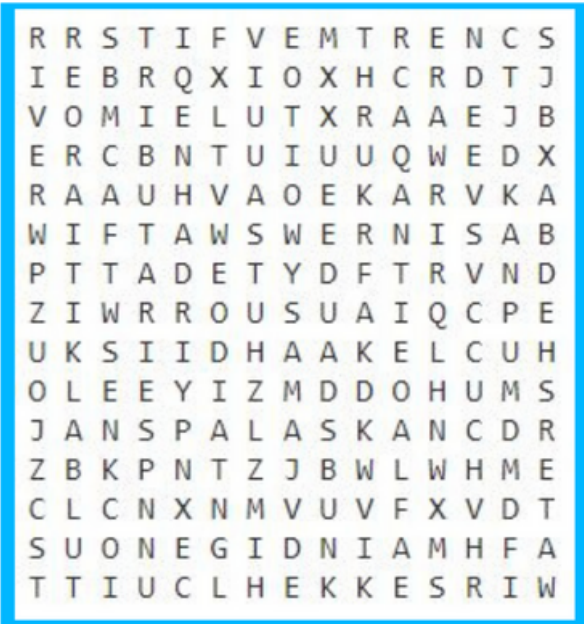 R R S T I F V E M T R E N C S
I E B R Q X I O X H C R D T J
V O M I E L U T X R A A E J B
E R C B N T U I U U Q W E D X
R A A U H V A O E K A R V K A
W I F T A W S W E R N I S A B
P T T A D E T Y D F T R V N D
Z I W R R O U S U A I Q C P E
U K S I I D H A A K E L C U H
O L E E Y I Z M D D O H U M S
J A N S P A L A S K A N C D R
Z B K P N T Z J B W L W H M E
C L C N X N M V U V F X V D T
S U O N E G I D N I A M H F A
T T I U C L H E K K E S R I W